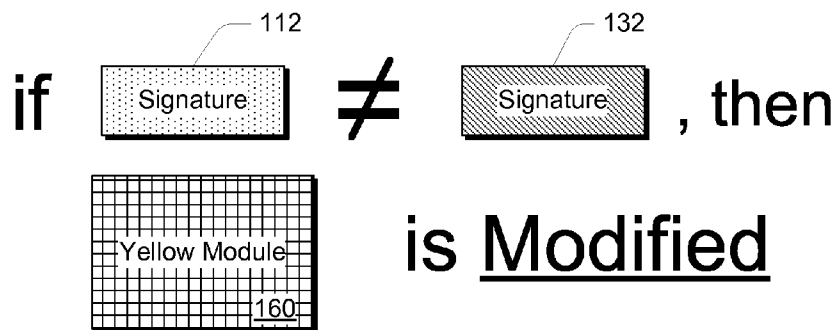 112 132
if Signature ≠ Signature , then
Yellow Module is Modified
160